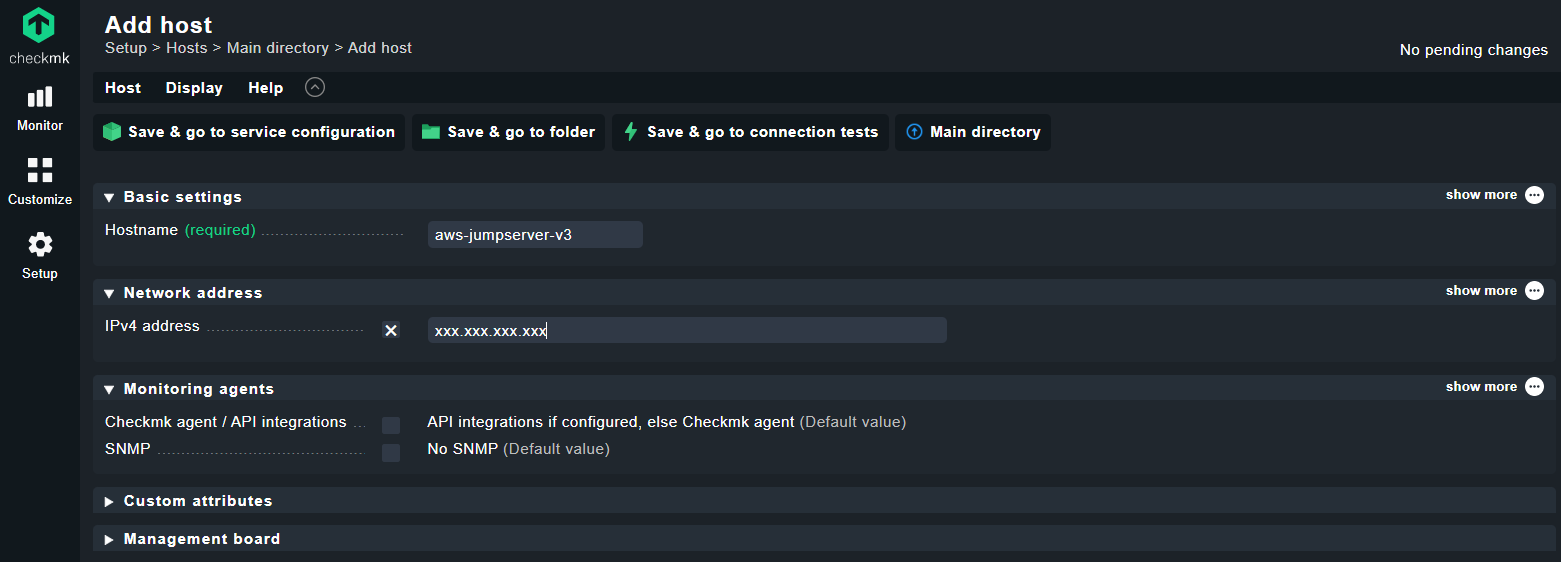 checkmk
Monitor
Customize
Setup
Add host
Setup > Hosts > Main directory > Add host
No pending changes
Host Display Help
Save & go to service configuration Save & go to folder Save & go to connection tests Main directory
Basic settings show more
Hostname (required) aws-jumpserver-v3
Network address show more
IPv4 address xxx.xxx.xxx.xxx
Monitoring agents show more
Checkmk agent / API integrations API integrations if configured, else Checkmk agent (Default value)
SNMP No SNMP (Default value)
Custom attributes
Management board